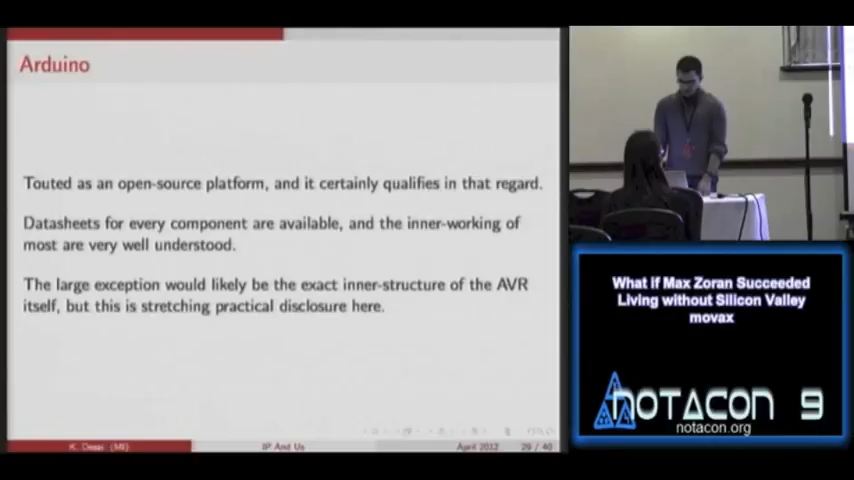 Arduino
Touted as an open-source platform, and it certainly qualifies in that regard.
Datasheets for every component are available, and the inner-working of
most are very well understood.
The large exception would likely be the exact inner-structure of the AVR
itself, but this is stretching practical disclosure here.
K. Desai (MII)
IP And Us
April 2012
29 / 40
What if Max Zoran Succeeded
Living without Silicon Valley
movax
NOTACON 9
notacon.org